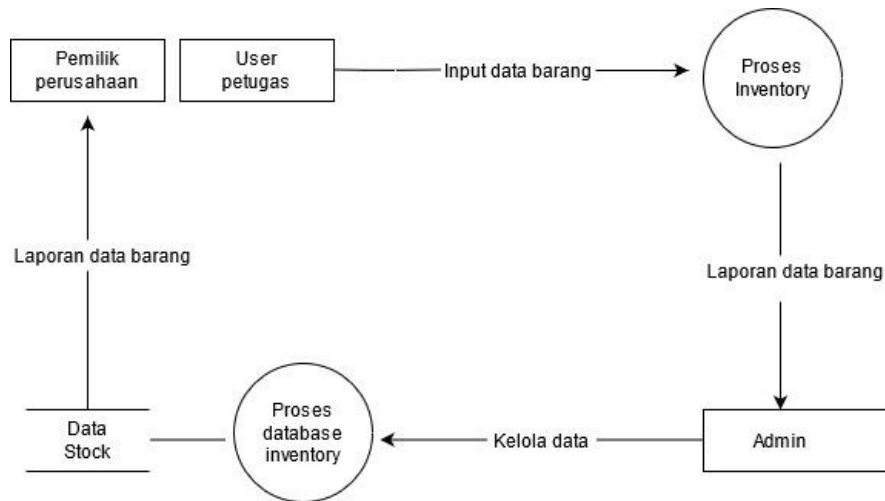 Pemilik
perusahaan
User
petugas
Input data barang
Proses
Inventory
Laporan data barang
Laporan data barang
Data
Stock
Proses
database
inventory
Kelola data
Admin